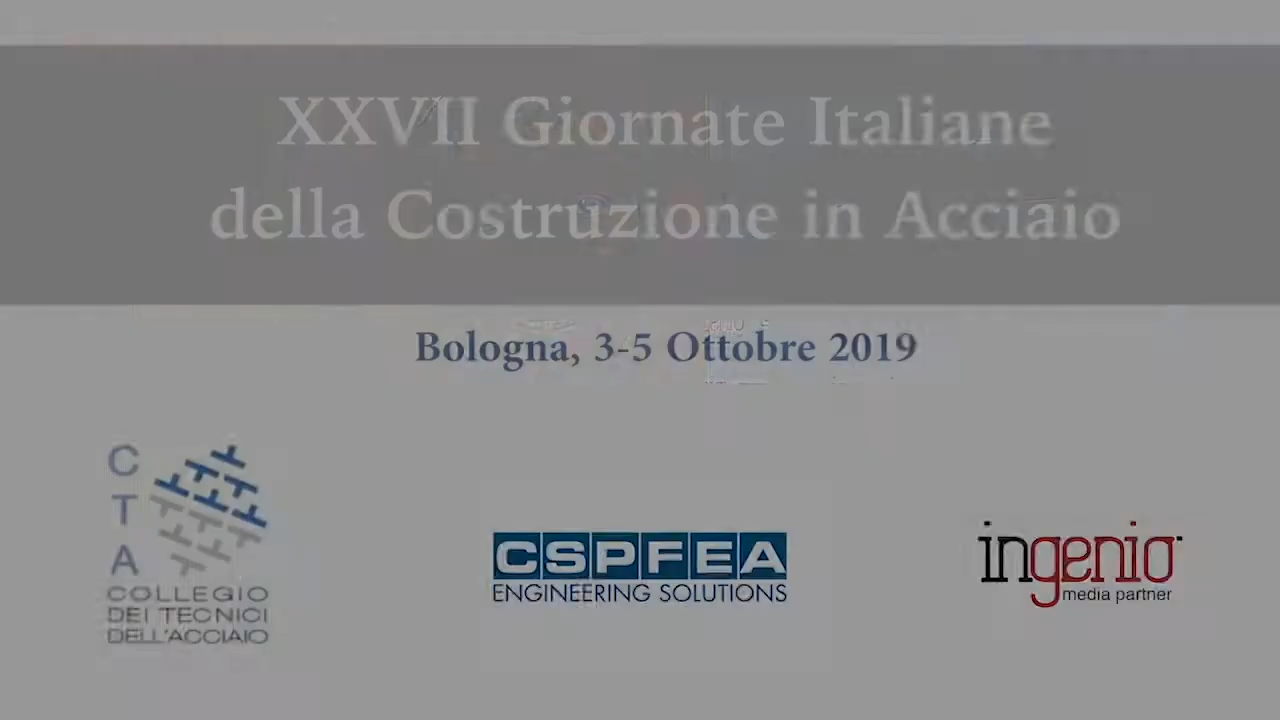 XXVII Giornate Italiane
della Costruzione in Acciaio
Bologna, 3-5 Ottobre 2019
C
T
A
COLLEGIO
DEI TECNICI
DELL'ACCIAIO
CSPFEA
ENGINEERING SOLUTIONS
ingenio
media partner